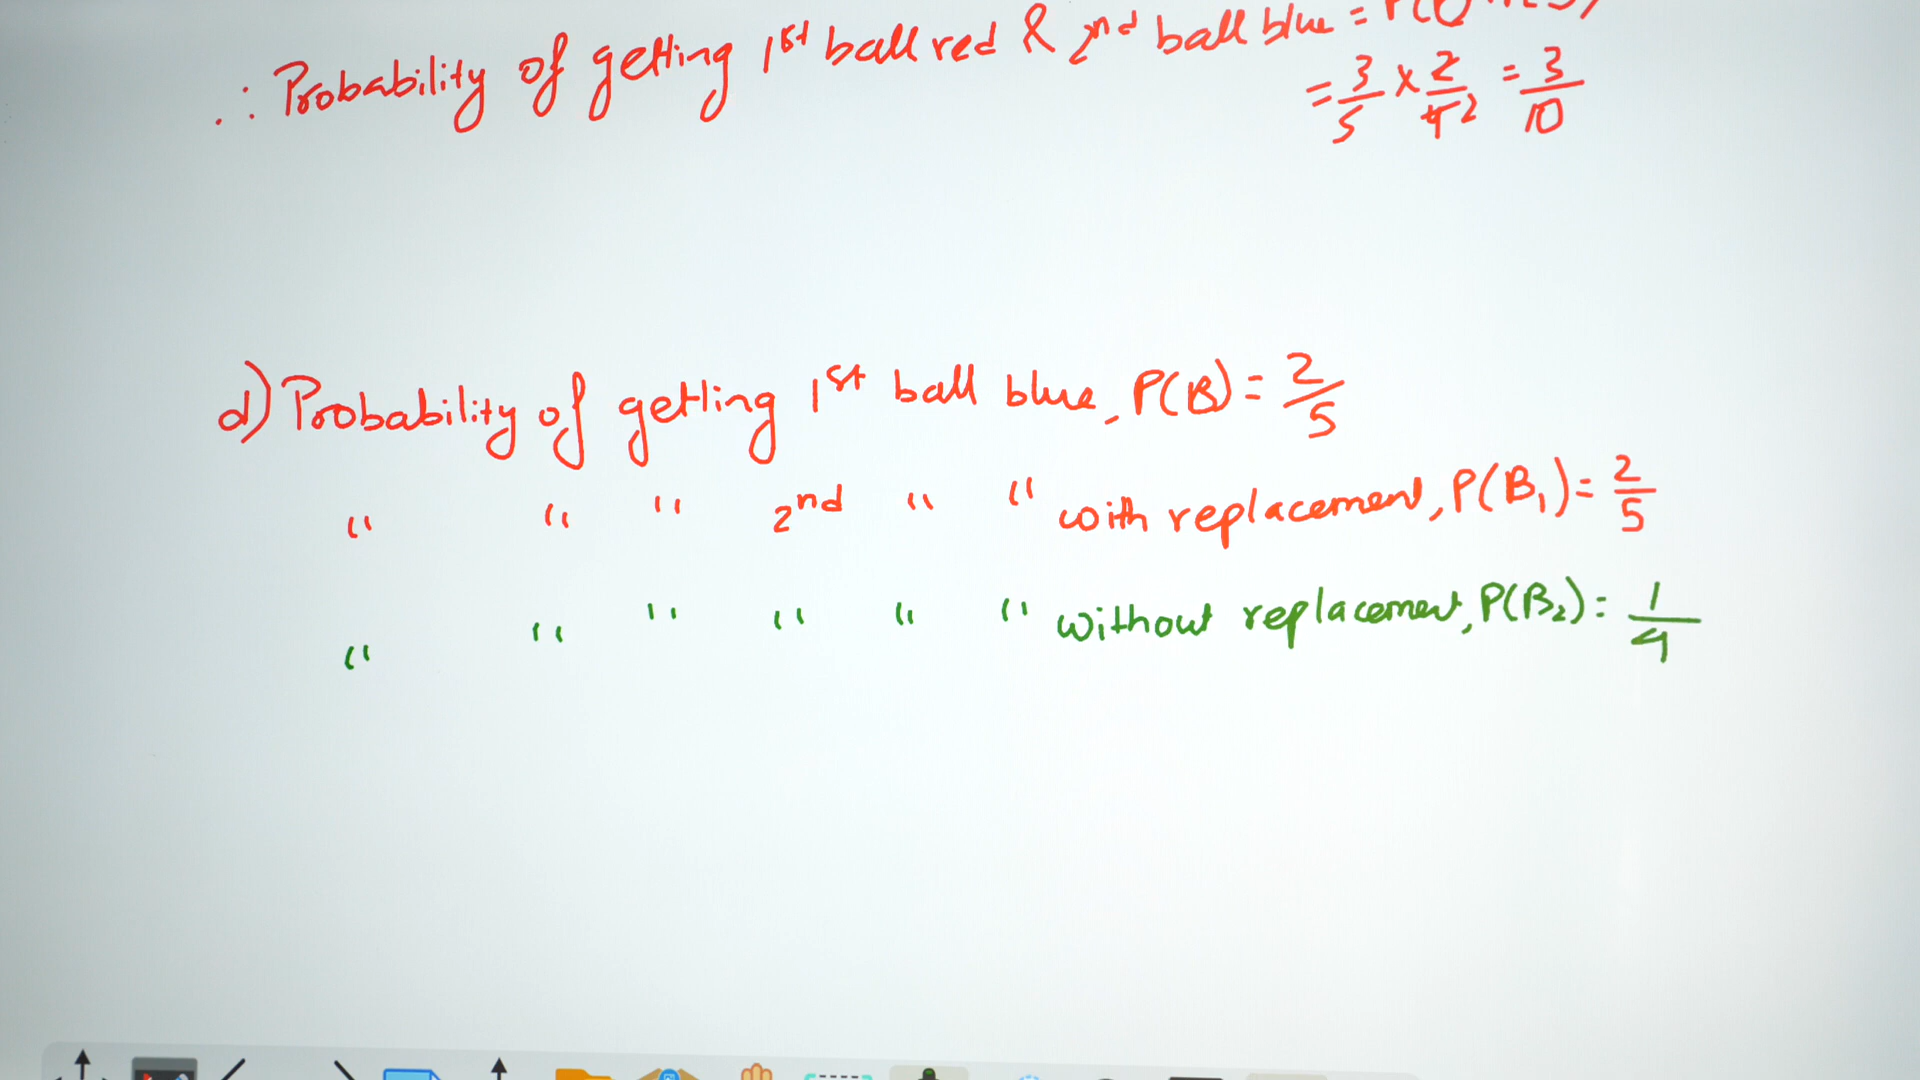 ∴ Probability of getting 1st ball red & 2nd ball blue =
= 3/5 × 2/4 2 = 3/10
d) Probability of getting 1st ball blue, P(B) = 2/5
" " " 2nd " " with replacement, P(B₁) = 2/5
" " " " " " without replacement, P(B₂) = 1/4